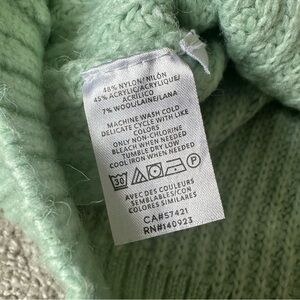 48% NYLON/NILÓN
45% ACRYLIC/ACRYLIQUE/
ACRÍLICO
7% WOOL/LAINE/LANA
MACHINE WASH COLD
DELICATE CYCLE WITH LIKE
COLORS
ONLY NON-CHLORINE
BLEACH WHEN NEEDED
TUMBLE DRY LOW
COOL IRON WHEN NEEDED
30
P
AVEC DES COULEURS
SEMBLABLES/CON
COLORES SIMILARES
CA#57421
RN#140923